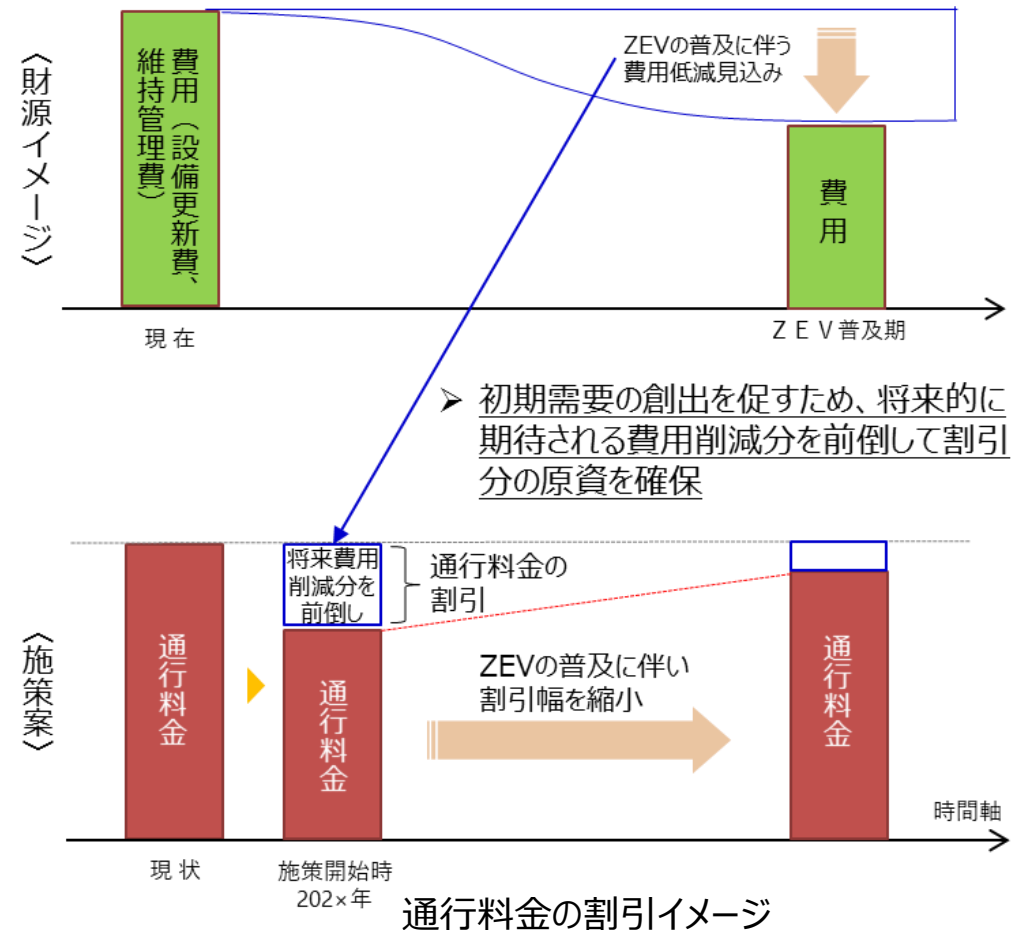 〈財源イメージ〉
費用（設備更新費、
維持管理費）
ZEVの普及に伴う
費用低減見込み
費用
現在
ＺＥＶ普及期
➢ 初期需要の創出を促すため、将来的に
期待される費用削減分を前倒して割引
分の原資を確保
〈施策案〉
通行料金
将来費用
削減分を
前倒し
通行料金の
割引
通行料金
ZEVの普及に伴い
割引幅を縮小
通行料金
時間軸
現状
施策開始時
202×年
通行料金の割引イメージ